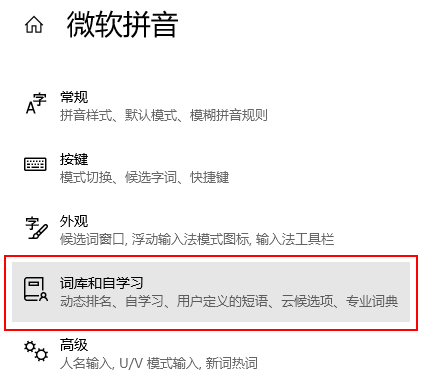 微软拼音
常规
拼音样式、默认模式、模糊拼音规则
按键
模式切换、候选字词、快捷键
外观
候选词窗口, 浮动输入法模式图标, 输入法工具栏
词库和自学习
动态排名、自学习、用户定义的短语、云候选项、专业词典
高级
人名输入, U/V 模式输入, 新词热词